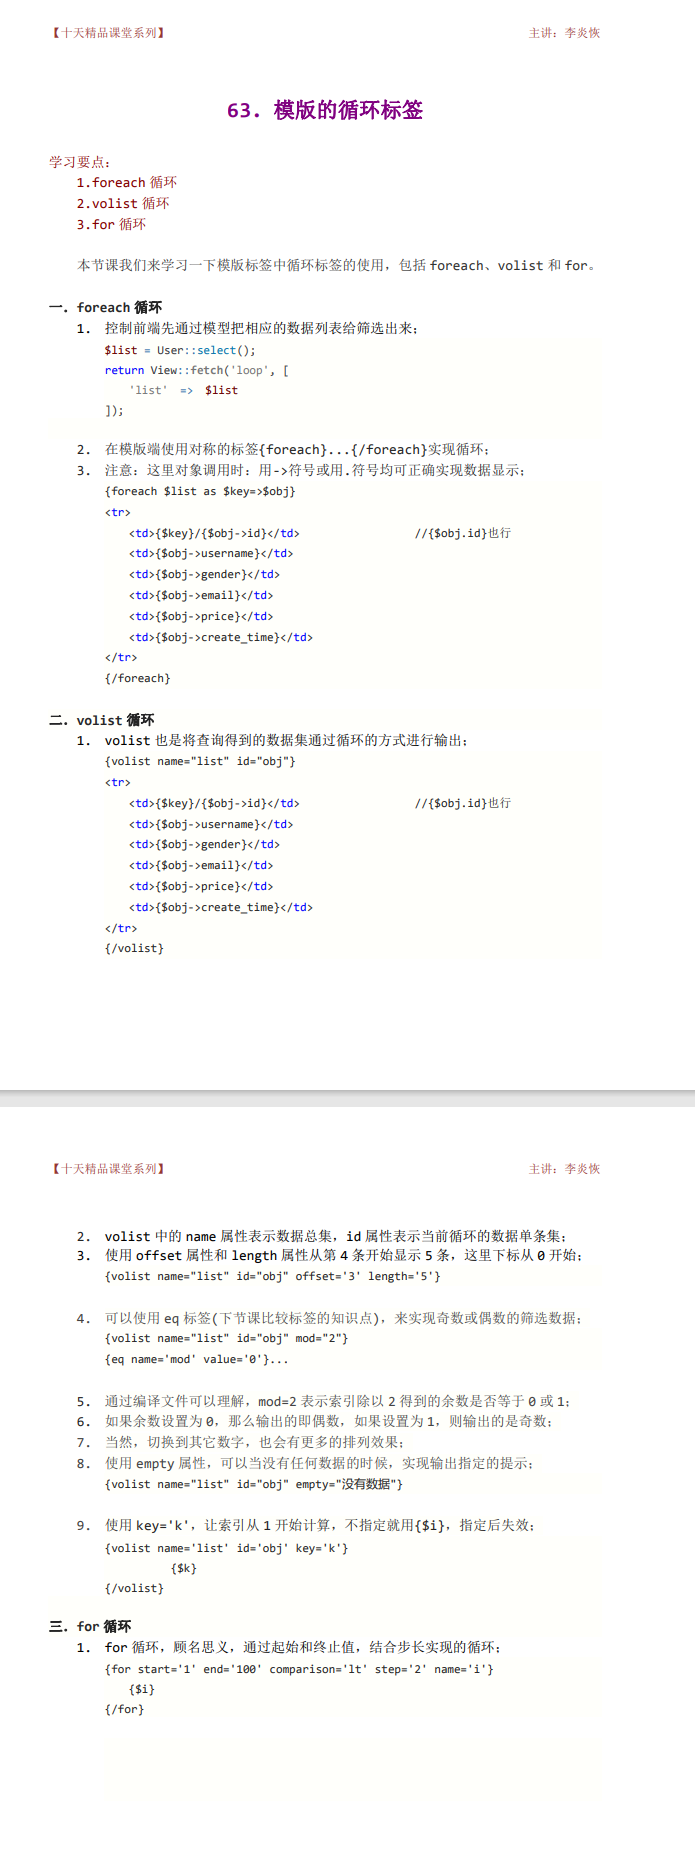 【十天精品课堂系列】 主讲：李炎恢
63．模版的循环标签
学习要点：
1.foreach 循环
2.volist 循环
3.for 循环
本节课我们来学习一下模版标签中循环标签的使用，包括 foreach、volist 和 for。
一．foreach 循环
1. 控制前端先通过模型把相应的数据列表给筛选出来；
$list = User::select();
return View::fetch('loop', [
'list' => $list
]);
2. 在模版端使用对称的标签{foreach}...{/foreach}实现循环；
3. 注意：这里对象调用时：用->符号或用.符号均可正确实现数据显示；
{foreach $list as $key=>$obj}
<tr>
<td>{$key}/{$obj->id}</td> //{$obj.id}也行
<td>{$obj->username}</td>
<td>{$obj->gender}</td>
<td>{$obj->email}</td>
<td>{$obj->price}</td>
<td>{$obj->create_time}</td>
</tr>
{/foreach}
二．volist 循环
1. volist 也是将查询得到的数据集通过循环的方式进行输出；
{volist name="list" id="obj"}
<tr>
<td>{$key}/{$obj->id}</td> //{$obj.id}也行
<td>{$obj->username}</td>
<td>{$obj->gender}</td>
<td>{$obj->email}</td>
<td>{$obj->price}</td>
<td>{$obj->create_time}</td>
</tr>
{/volist}
【十天精品课堂系列】 主讲：李炎恢
2. volist 中的 name 属性表示数据总集，id 属性表示当前循环的数据单条集；
3. 使用 offset 属性和 length 属性从第 4 条开始显示 5 条，这里下标从 0 开始；
{volist name="list" id="obj" offset='3' length='5'}
4. 可以使用 eq 标签(下节课比较标签的知识点)，来实现奇数或偶数的筛选数据；
{volist name="list" id="obj" mod="2"}
{eq name='mod' value='0'}...
5. 通过编译文件可以理解，mod=2 表示索引除以 2 得到的余数是否等于 0 或 1；
6. 如果余数设置为 0，那么输出的即偶数，如果设置为 1，则输出的是奇数；
7. 当然，切换到其它数字，也会有更多的排列效果；
8. 使用 empty 属性，可以当没有任何数据的时候，实现输出指定的提示；
{volist name="list" id="obj" empty="没有数据"}
9. 使用 key='k'，让索引从 1 开始计算，不指定就用{$i}，指定后失效；
{volist name='list' id='obj' key='k'}
{$k}
{/volist}
三．for 循环
1. for 循环，顾名思义，通过起始和终止值，结合步长实现的循环；
{for start='1' end='100' comparison='lt' step='2' name='i'}
{$i}
{/for}